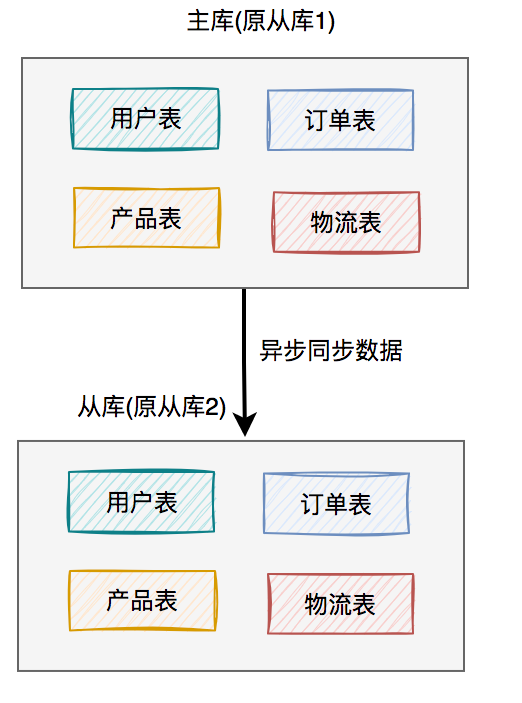 主库(原从库1)
用户表
订单表
产品表
物流表
异步同步数据
从库(原从库2)
用户表
订单表
产品表
物流表